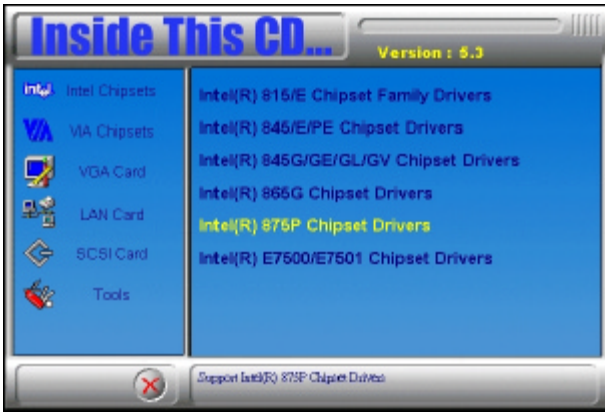 Inside This CD...
Version : 5.3
intel Intel Chipsets
VIA VIA Chipsets
VGA Card
LAN Card
SCSI Card
Tools
Intel(R) 815/E Chipset Family Drivers
Intel(R) 845/E/PE Chipset Drivers
Intel(R) 845G/GE/GL/GV Chipset Drivers
Intel(R) 865G Chipset Drivers
Intel(R) 875P Chipset Drivers
Intel(R) E7500/E7501 Chipset Drivers
Support Intel(R) 875P Chipset Drivers